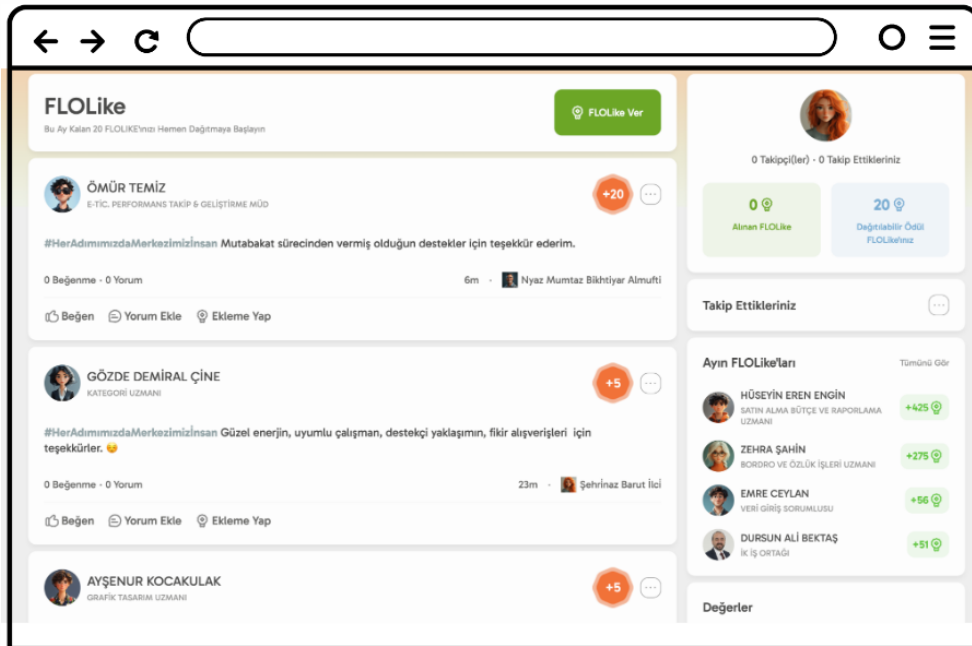 FLOLike
Bu Ay Kalan 20 FLOLIKE'ınızı Hemen Dağıtmaya Başlayın
FLOLike Ver
ÖMÜR TEMİZ
E-TİC. PERFORMANS TAKİP & GELİŞTİRME MÜD
+20
#HerAdımımızdaMerkezimizİnsan Mutabakat sürecinden vermiş olduğun destekler için teşekkür ederim.
0 Beğenme - 0 Yorum
6m - Nyaz Mumtaz Bikhtiyar Almufti
Beğen Yorum Ekle Ekleme Yap
GÖZDE DEMİRAL ÇİNE
KATEGORİ UZMANI
+5
#HerAdımımızdaMerkezimizİnsan Güzel enerjin, uyumlu çalışman, destekçi yaklaşımın, fikir alışverişleri için
teşekkürler. ☺️
0 Beğenme - 0 Yorum
23m - Şehrinaz Barut İlci
Beğen Yorum Ekle Ekleme Yap
AYŞENUR KOCAKULAK
GRAFİK TASARIM UZMANI
+5
0 Takipçi(ler) - 0 Takip Ettikleriniz
0
Alınan FLOLike
20
Dağıtılabilir Ödül
FLOLike'ınız
Takip Ettikleriniz
Ayın FLOLike'ları
Tümünü Gör
HÜSEYİN EREN ENGİN
SATIN ALMA BÜTÇE VE RAPORLAMA
UZMANI
+425
ZEHRA ŞAHİN
BORDRO VE ÖZLÜK İŞLERİ UZMANI
+275
EMRE CEYLAN
VERİ GİRİŞ SORUMLUSU
+56
DURSUN ALİ BEKTAŞ
İK İŞ ORTAĞI
+51
Değerler